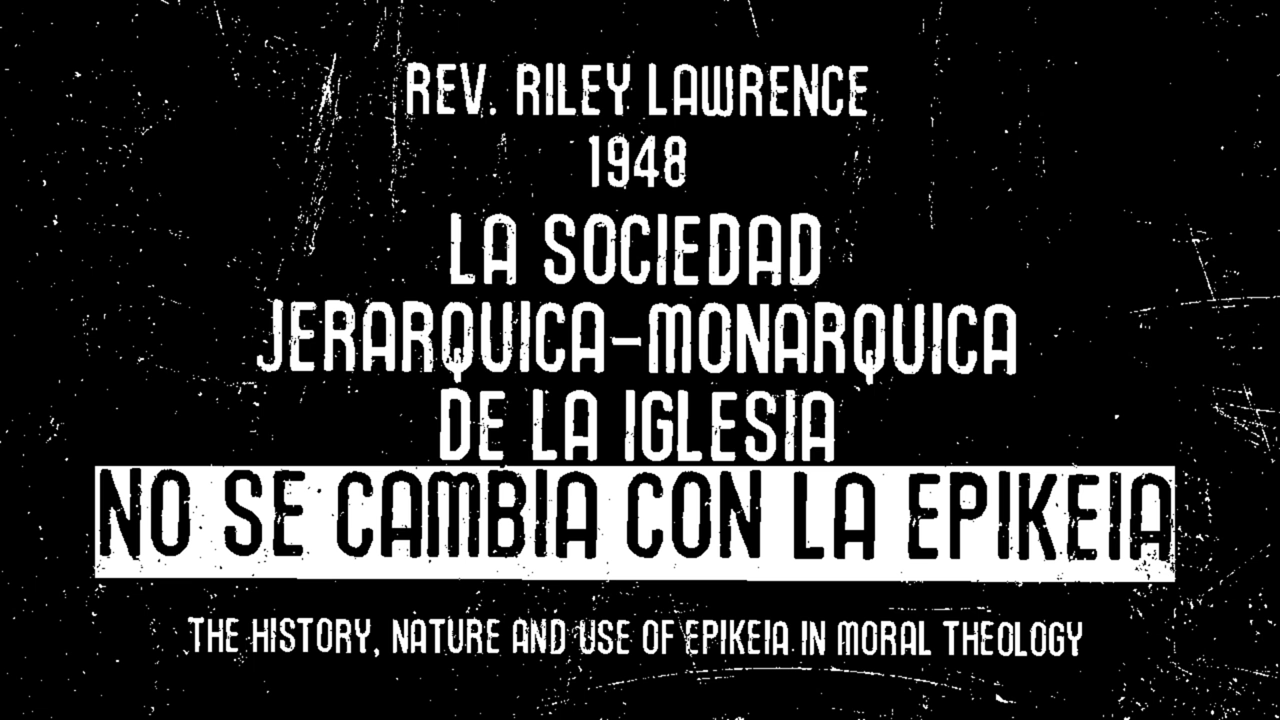 REV. RILEY LAWRENCE
1948
LA SOCIEDAD
JERARQUICA-MONARQUICA
DE LA IGLESIA
NO SE CAMBIA CON LA EPIKEIA
THE HISTORY, NATURE AND USE OF EPIKEIA IN MORAL THEOLOGY